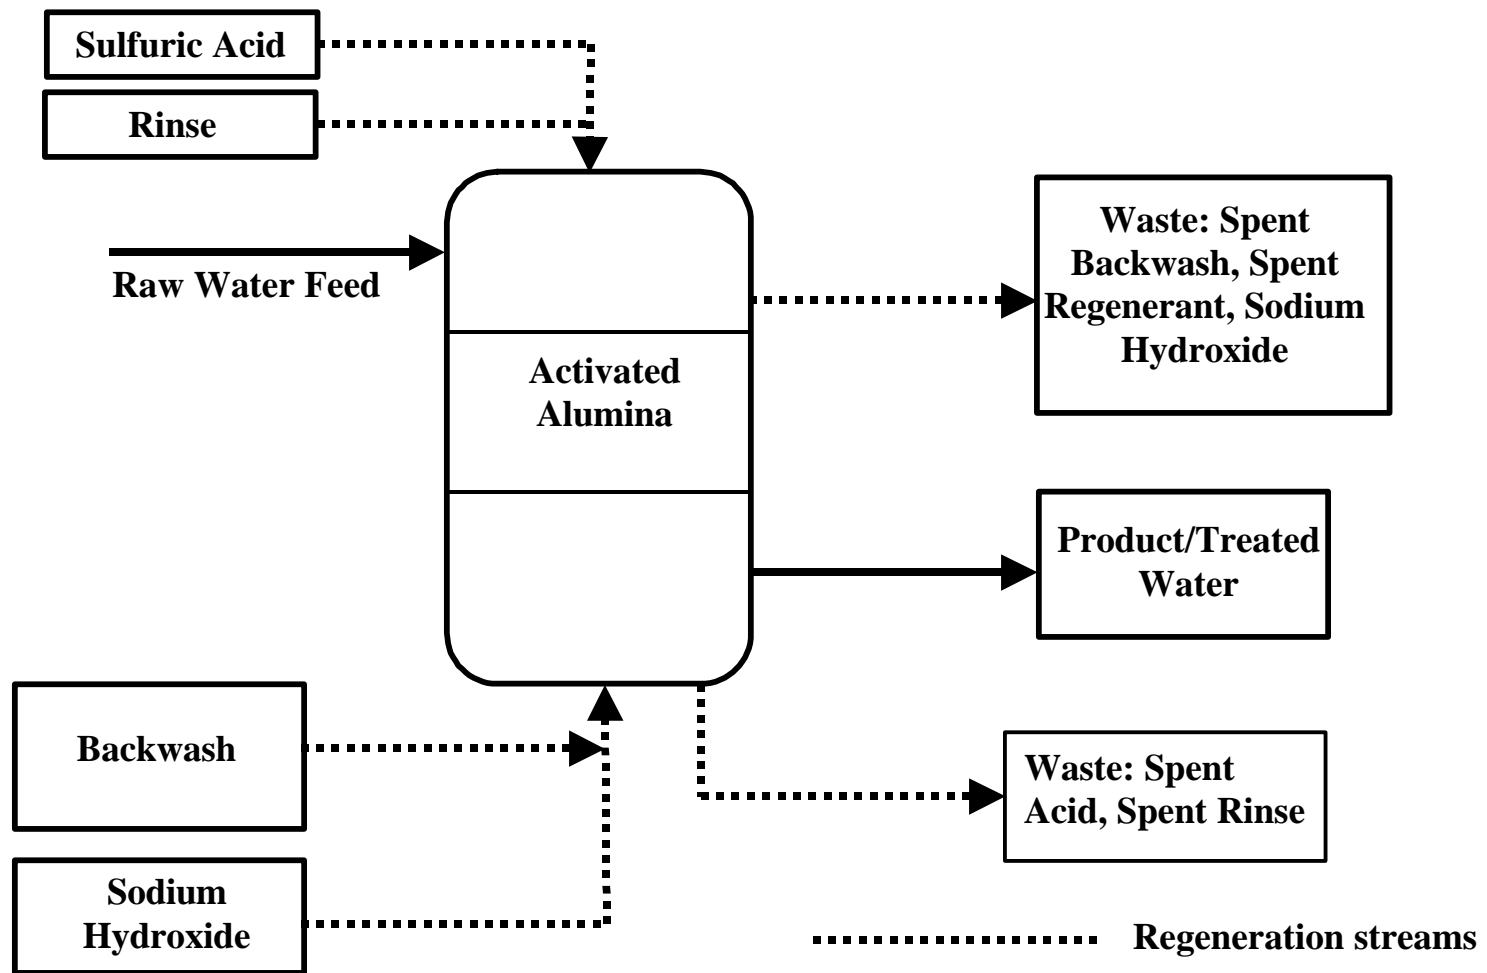 Sulfuric Acid
Rinse
Raw Water Feed
Activated
Alumina
Waste: Spent
Backwash, Spent
Regenerant, Sodium
Hydroxide
Product/Treated
Water
Backwash
Waste: Spent
Acid, Spent Rinse
Sodium
Hydroxide
Regeneration streams